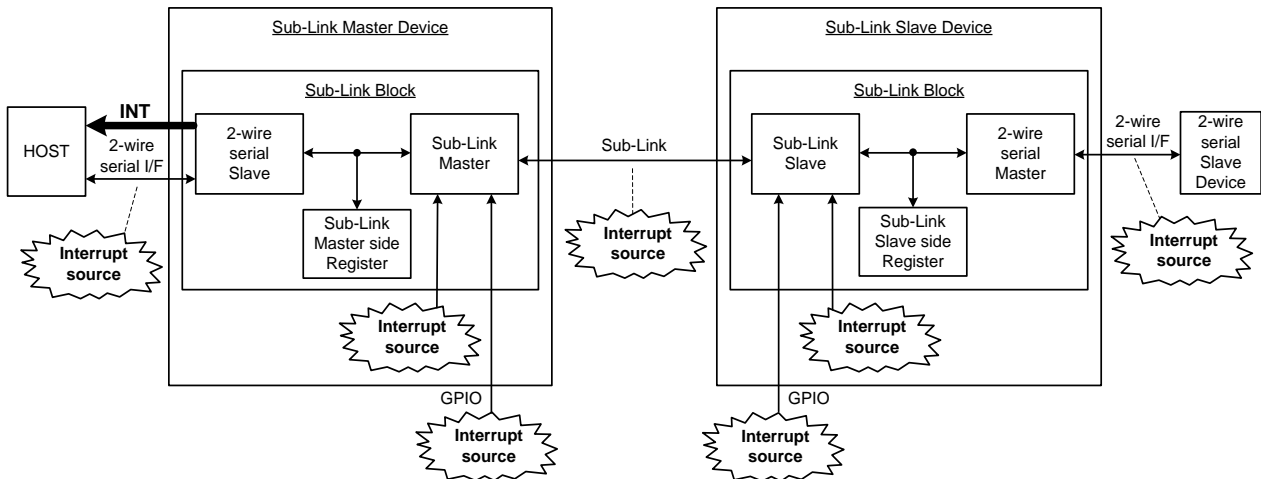 Sub-Link Master Device
Sub-Link Slave Device
Sub-Link Block
Sub-Link Block
INT
HOST
2-wire
serial I/F
2-wire
serial
Slave
Sub-Link
Master
Sub-Link
Sub-Link
Slave
2-wire
serial
Master
2-wire
serial I/F
2-wire
serial
Slave
Device
Sub-Link
Master side
Register
Sub-Link
Slave side
Register
Interrupt
source
Interrupt
source
Interrupt
source
Interrupt
source
Interrupt
source
GPIO
GPIO
Interrupt
source
Interrupt
source